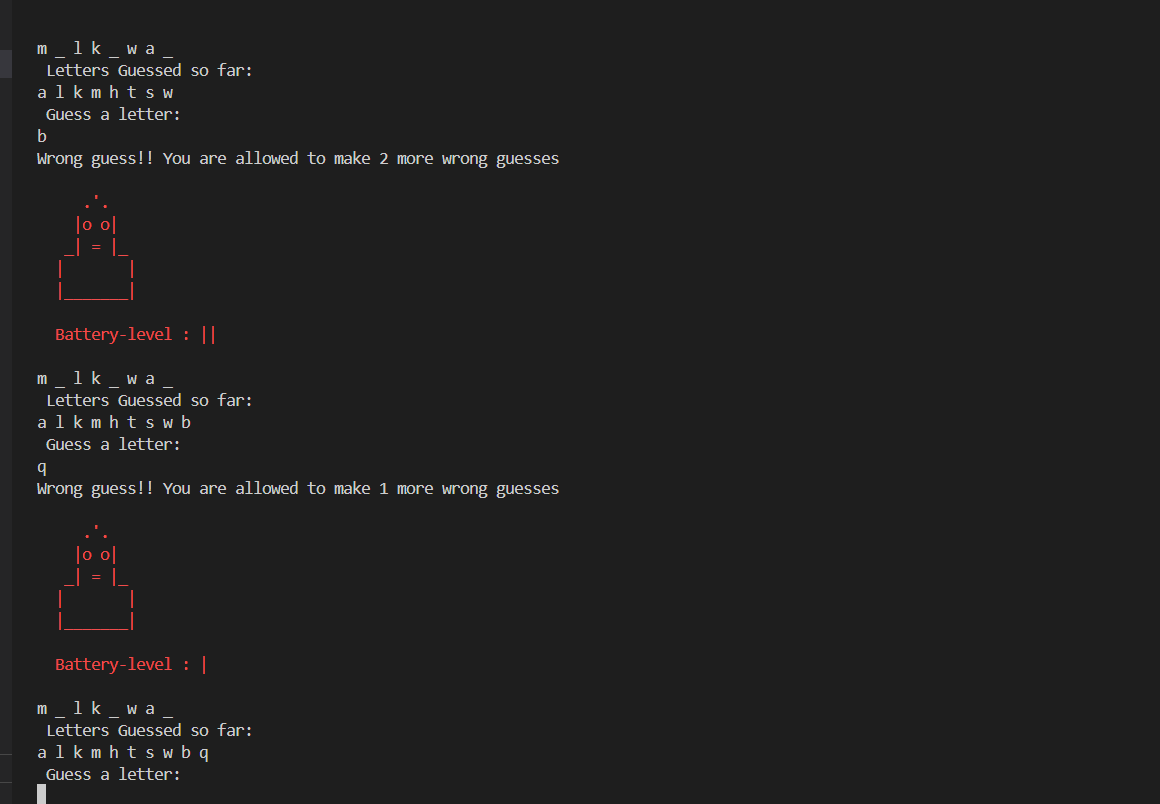 m _ l k _ w a _
 Letters Guessed so far:
a l k m h t s w
 Guess a letter:
b
Wrong guess!! You are allowed to make 2 more wrong guesses

     .'.
    |o o|
   _| = |_
  |       |
  |_______|

  Battery-level : ||

m _ l k _ w a _
 Letters Guessed so far:
a l k m h t s w b
 Guess a letter:
q
Wrong guess!! You are allowed to make 1 more wrong guesses

     .'.
    |o o|
   _| = |_
  |       |
  |_______|

  Battery-level : |

m _ l k _ w a _
 Letters Guessed so far:
a l k m h t s w b q
 Guess a letter: